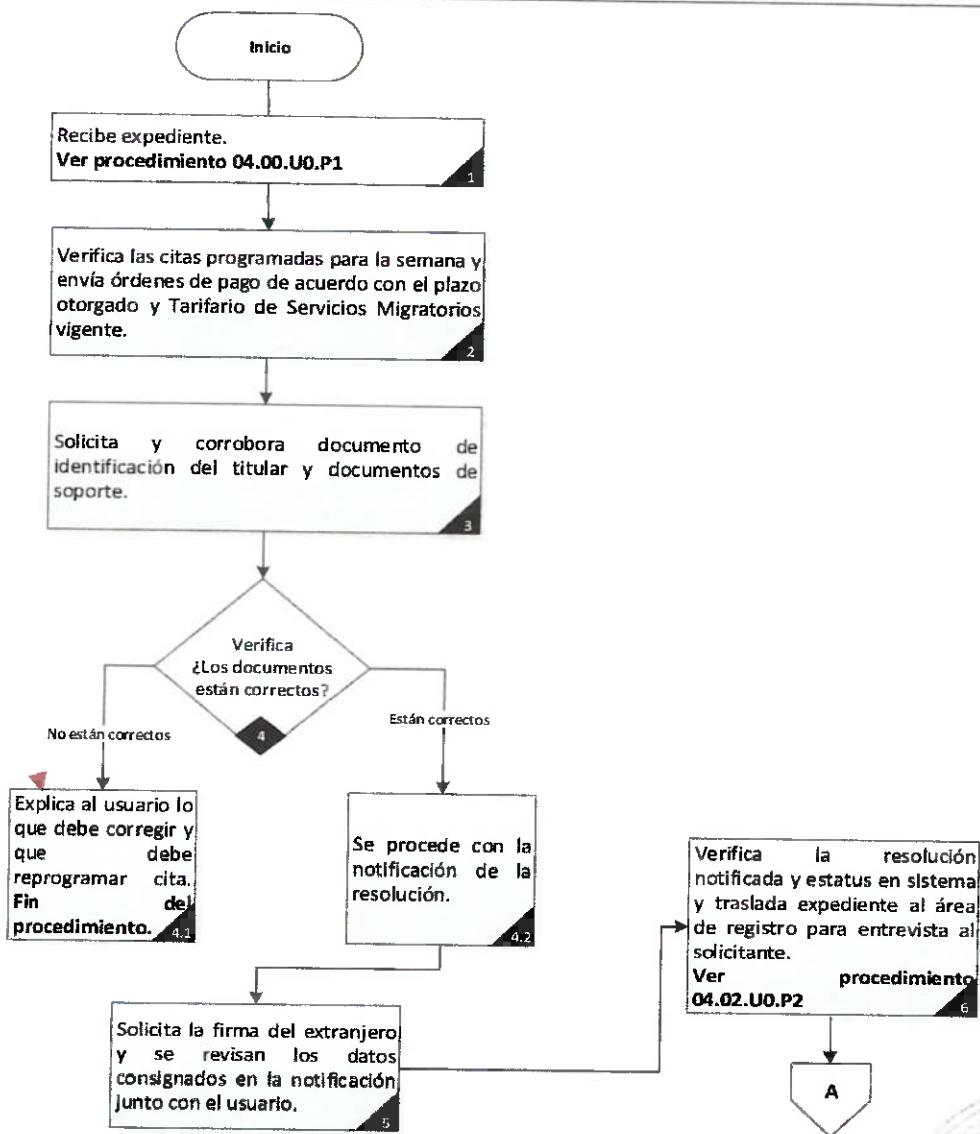 Inicio
Recibe expediente.
Ver procedimiento 04.00.U0.P1
1
Verifica las citas programadas para la semana y
envía órdenes de pago de acuerdo con el plazo
otorgado y Tarifario de Servicios Migratorios
vigente.
2
Solicita y corrobora documento de
identificación del titular y documentos de
soporte.
3
Verifica
¿Los documentos
están correctos?
4
No están correctos
Están correctos
Explica al usuario lo
que debe corregir y
que debe
reprogramar cita.
Fin del
procedimiento.
4.1
Se procede con la
notificación de la
resolución.
4.2
Solicita la firma del extranjero
y se revisan los datos
consignados en la notificación
junto con el usuario.
5
Verifica la resolución
notificada y estatus en sistema
y traslada expediente al área
de registro para entrevista al
solicitante.
Ver procedimiento
04.02.U0.P2
6
A